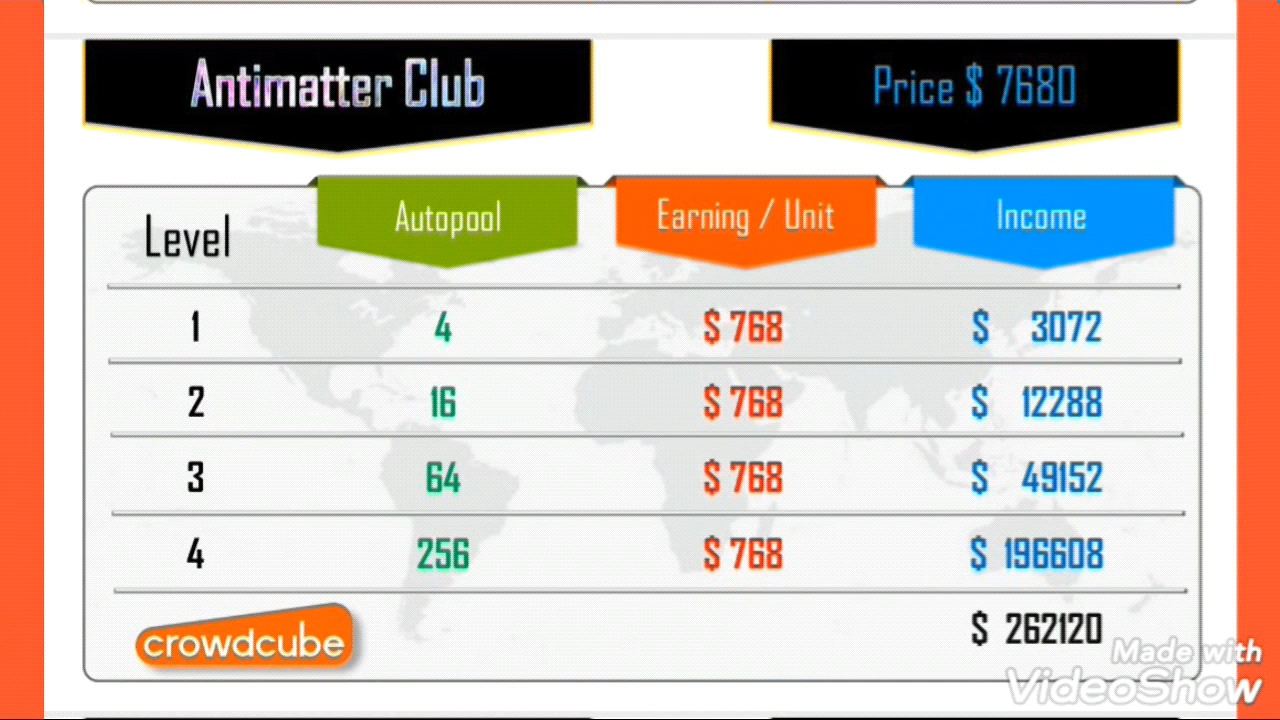 Antimatter Club
Price $ 7680
Level Autopool Earning / Unit Income
1 4 $ 768 $ 3072
2 16 $ 768 $ 12288
3 64 $ 768 $ 49152
4 256 $ 768 $ 196608
crowdcube $ 262120
Made with
VideoShow